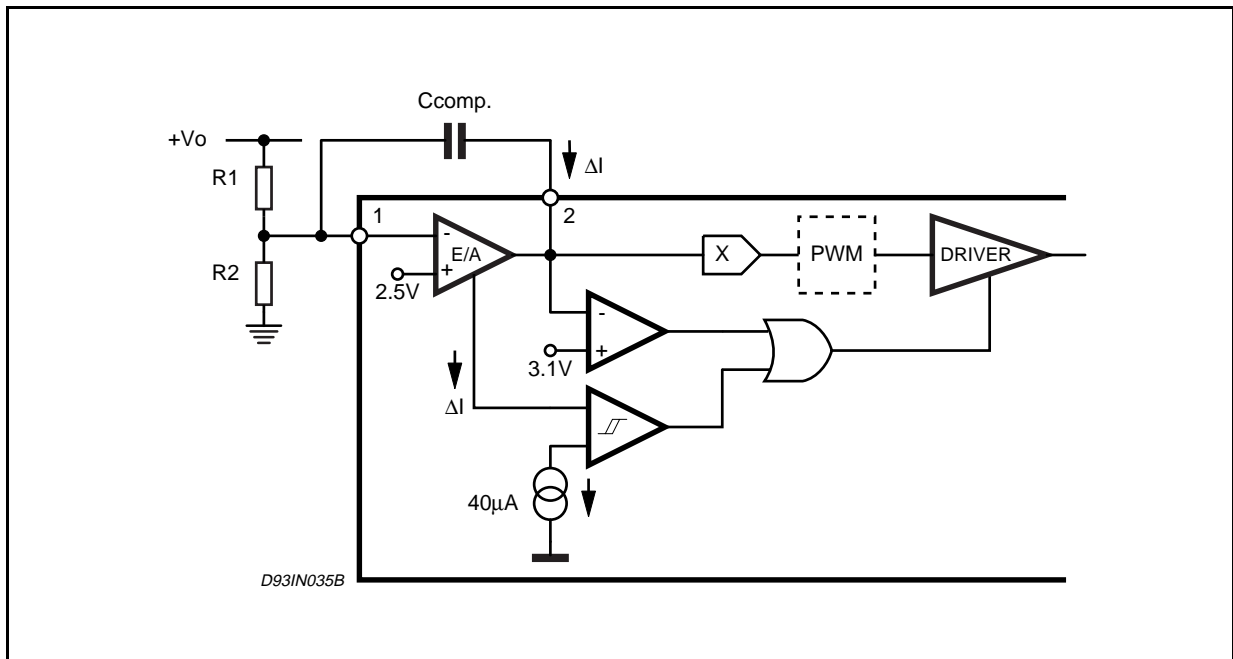 Ccomp.
+Vo
ΔI
R1
1
2
-
E/A
X
PWM
DRIVER
R2
+
2.5V
-
+
3.1V
ΔI
40μA
D93IN035B